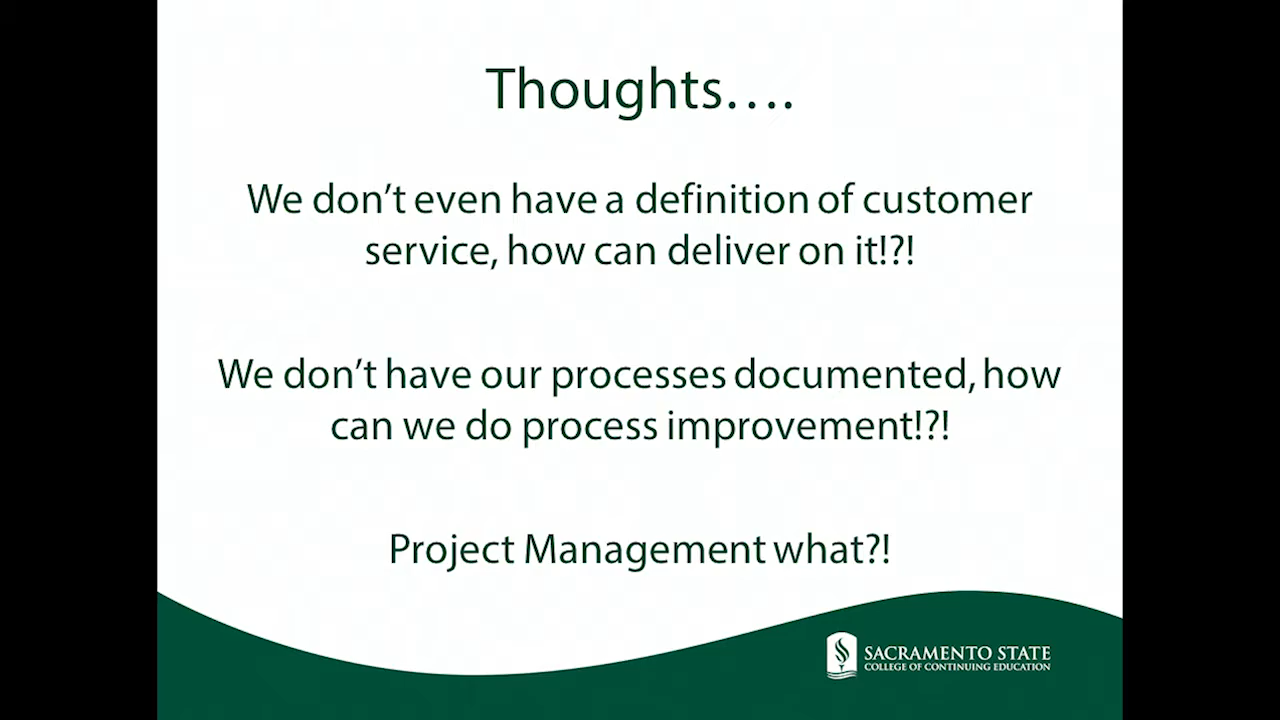 Thoughts....
We don’t even have a definition of customer
service, how can deliver on it!?!
We don’t have our processes documented, how
can we do process improvement!?!
Project Management what?!
SACRAMENTO STATE
COLLEGE OF CONTINUING EDUCATION